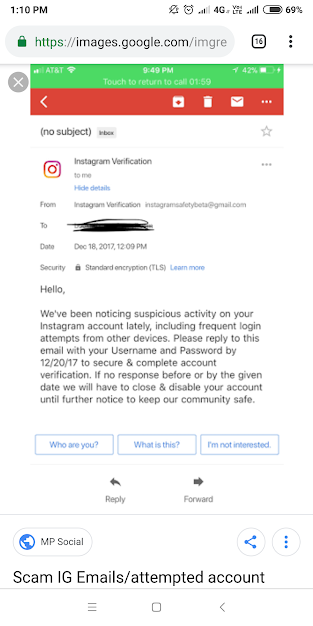 1:10 PM
4G
VoLTE
69%
https://images.google.com/imgre
16
AT&T
9:49 PM
42%
Touch to return to call 01:59
(no subject) Inbox
Instagram Verification
to me
Hide details
From Instagram Verification instagramsafetybeta@gmail.com
To
Date Dec 18, 2017, 12:09 PM
Security Standard encryption (TLS) Learn more
Hello,
We've been noticing suspicious activity on your
Instagram account lately, including frequent login
attempts from other devices. Please reply to this
email with your Username and Password by
12/20/17 to secure & complete account
verification. If no response before or by the given
date we will have to close & disable your account
until further notice to keep our community safe.
Who are you?
What is this?
I'm not interested.
Reply
Forward
MP Social
Scam IG Emails/attempted account